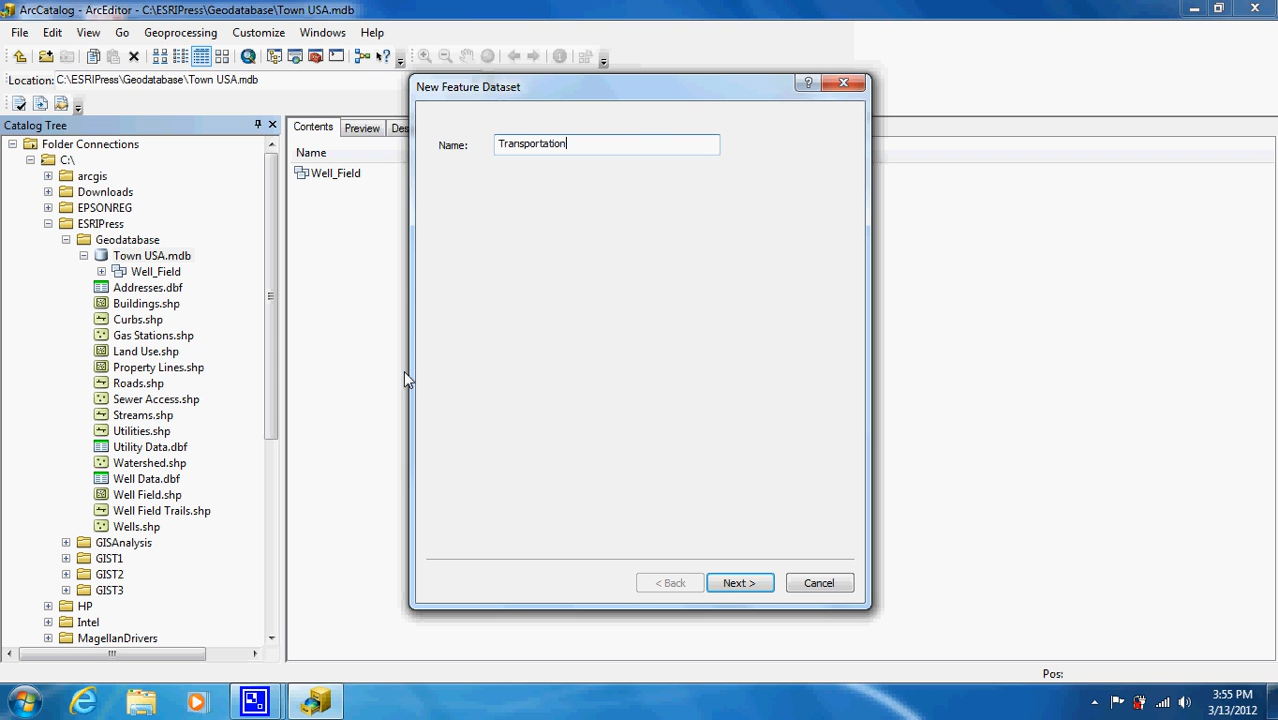 ArcCatalog - ArcEditor - C:\ESRIPress\Geodatabase\Town USA.mdb
File Edit View Go Geoprocessing Customize Windows Help
Location: C:\ESRIPress\Geodatabase\Town USA.mdb
Catalog Tree
Folder Connections
C:\
arcgis
Downloads
EPSONREG
ESRIPress
Geodatabase
Town USA.mdb
Well_Field
Addresses.dbf
Buildings.shp
Curbs.shp
Gas Stations.shp
Land Use.shp
Property Lines.shp
Roads.shp
Sewer Access.shp
Streams.shp
Utilities.shp
Utility Data.dbf
Watershed.shp
Well Data.dbf
Well Field.shp
Well Field Trails.shp
Wells.shp
GISAnalysis
GIST1
GIST2
GIST3
HP
Intel
MagellanDrivers
Contents Preview Des
Name
Well_Field
New Feature Dataset
Name: Transportation
< Back Next > Cancel
Pos:
3:55 PM
3/13/2012